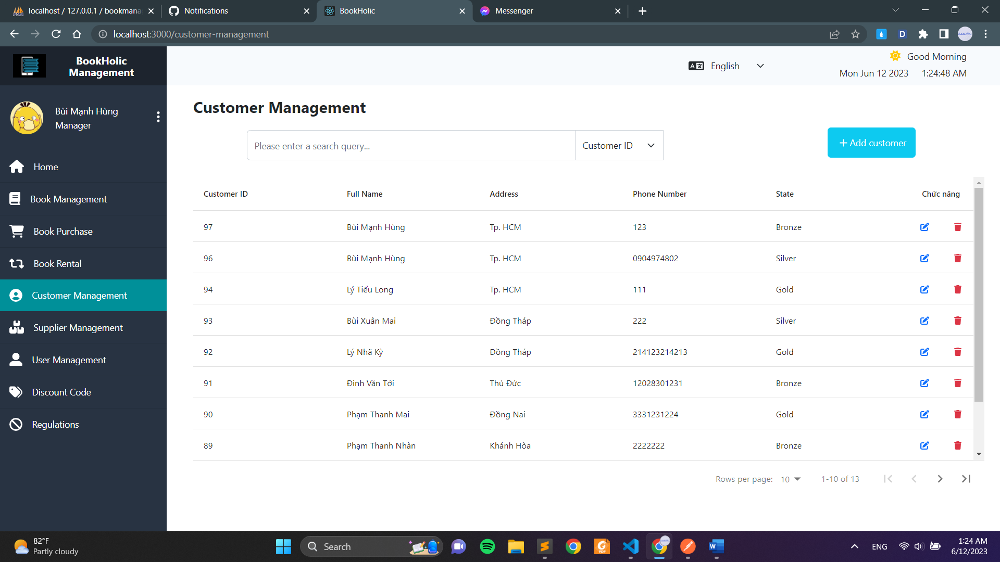 localhost / 127.0.0.1 / bookmana
Notifications
BookHolic
Messenger
localhost:3000/customer-management
BookHolic
Management
English
Good Morning
Mon Jun 12 2023 1:24:48 AM
Bùi Mạnh Hùng
Manager
Home
Book Management
Book Purchase
Book Rental
Customer Management
Supplier Management
User Management
Discount Code
Regulations
Customer Management
Please enter a search query...
Customer ID
+ Add customer
Customer ID Full Name Address Phone Number State Chức năng
97 Bùi Mạnh Hùng Tp. HCM 123 Bronze
96 Bùi Mạnh Hùng Tp. HCM 0904974802 Silver
94 Lý Tiểu Long Tp. HCM 111 Gold
93 Bùi Xuân Mai Đồng Tháp 222 Silver
92 Lý Nhã Kỳ Đồng Tháp 214123214213 Gold
91 Đinh Văn Tới Thủ Đức 12028301231 Bronze
90 Phạm Thanh Mai Đồng Nai 3331231224 Gold
89 Phạm Thanh Nhàn Khánh Hòa 2222222 Bronze
Rows per page: 10 1-10 of 13
82°F
Partly cloudy
Search
ENG
1:24 AM
6/12/2023